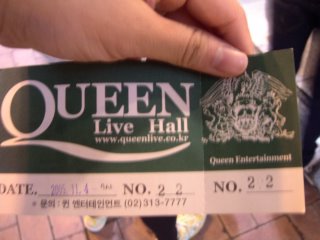 QUEEN
Live Hall
www.queenlive.co.kr
Queen Entertainment
DATE. 2005. 11. 4 NO. 2 2
NO. 2 2
* 문의 : 퀸 엔터테인먼트 (02)313-7777